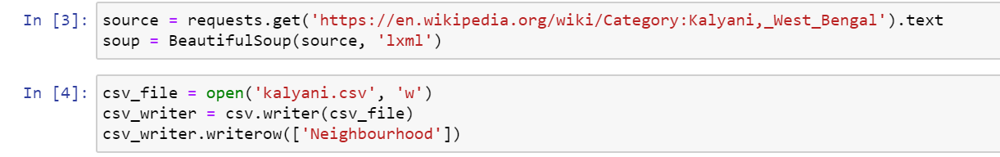 In [3]: source = requests.get('https://en.wikipedia.org/wiki/Category:Kalyani,_West_Bengal').text
soup = BeautifulSoup(source, 'lxml')
In [4]: csv_file = open('kalyani.csv', 'w')
csv_writer = csv.writer(csv_file)
csv_writer.writerow(['Neighbourhood'])